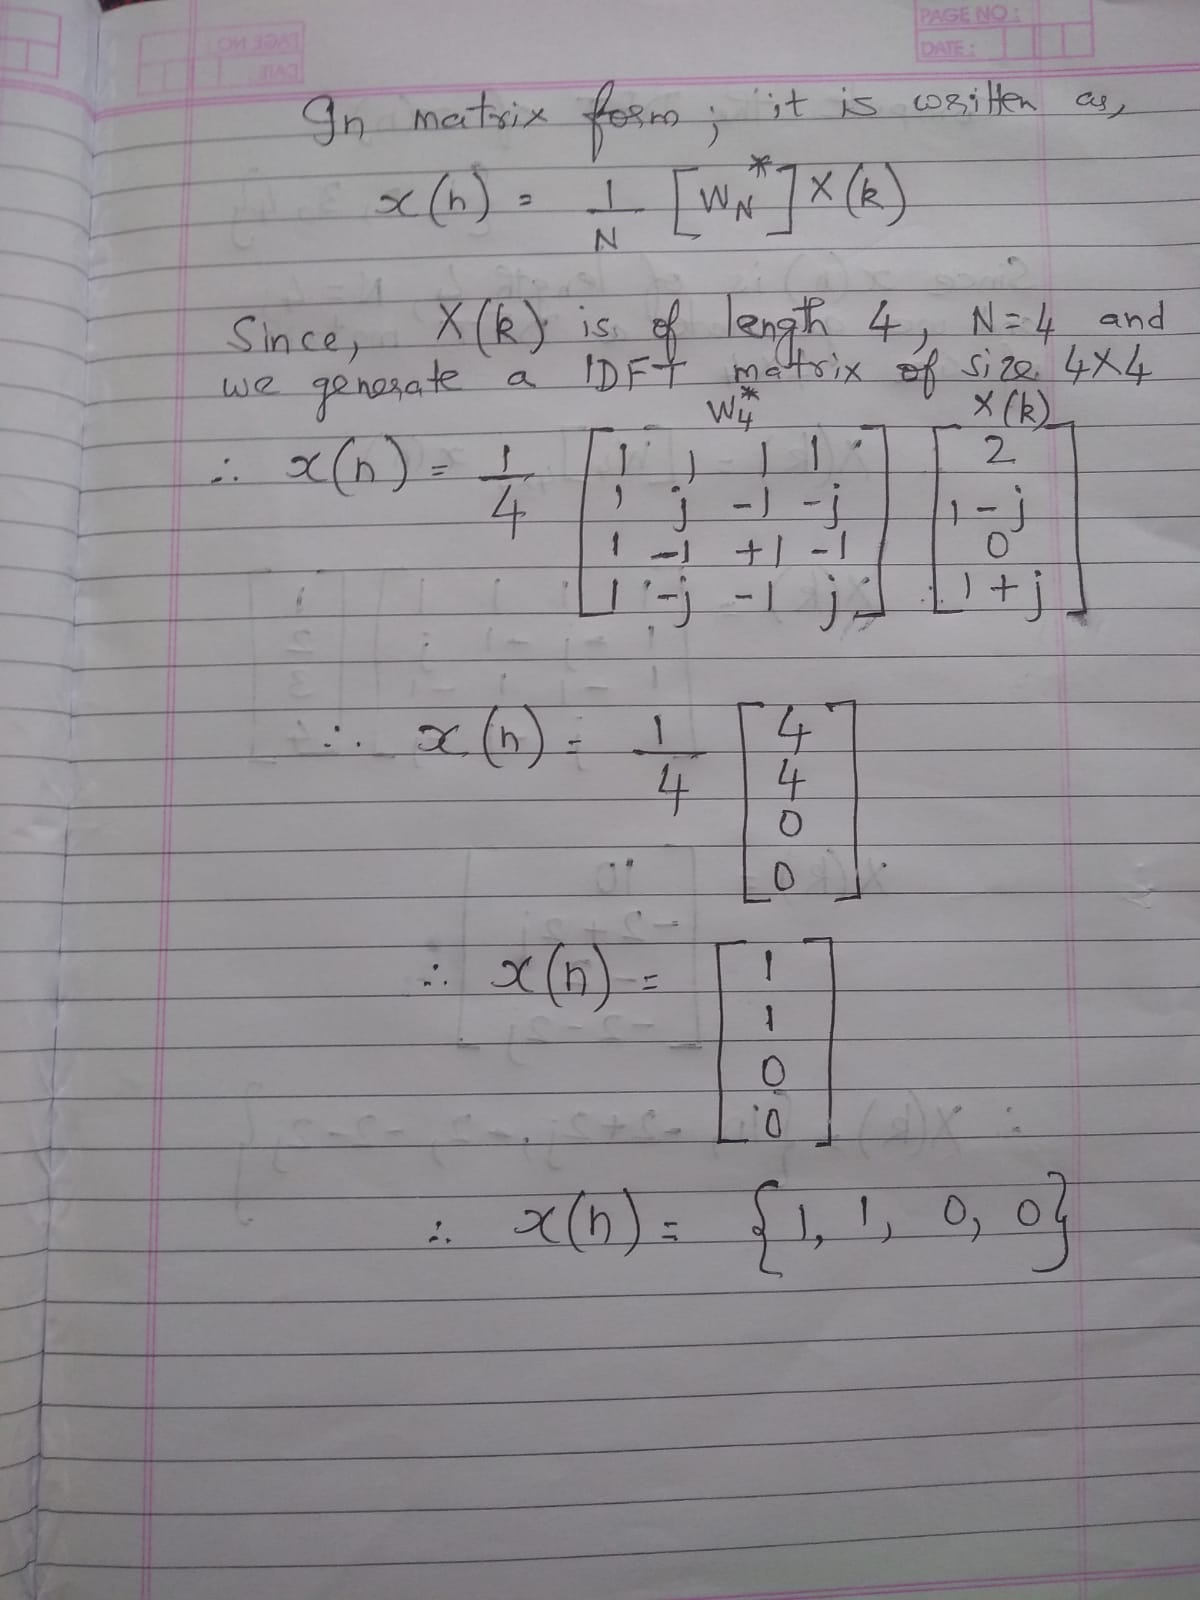 PAGE NO :
DATE :
In matrix form; it is written as,
x(n) = 1/N [W_N^*] X(k)
Since, X(k) is of length 4, N=4 and
we generate a IDFT matrix of size 4X4
W_4^* X(k)
∴ x(n) = 1/4 [1 1 1 1] [2]
[1 j -1 -j] [1-j]
[1 -1 +1 -1] [0]
[1 -j -1 j] [1+j]
∴ x(n) = 1/4 [4
4
0
0]
∴ x(n) = [1
1
0
0]
∴ x(n) = {1, 1, 0, 0}